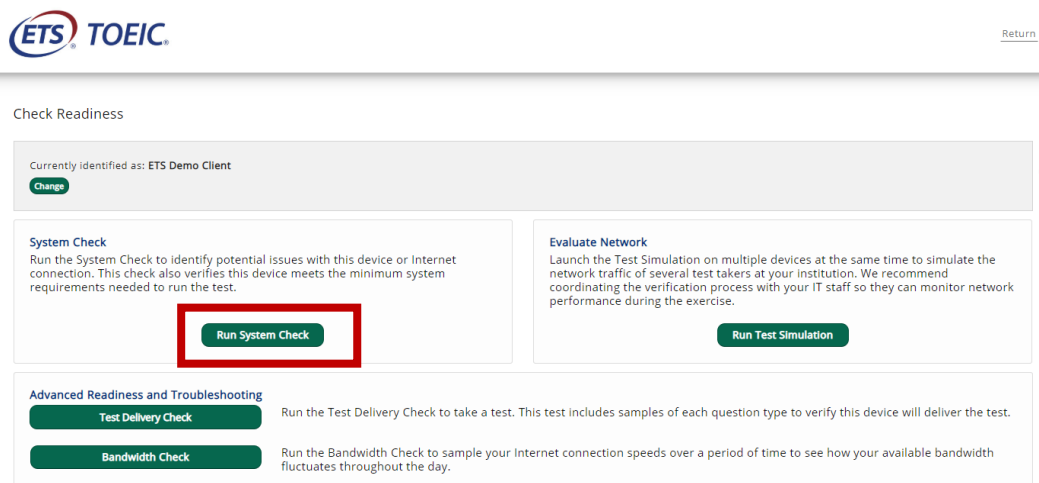 ETS® TOEIC®
Return
Check Readiness
Currently identified as: ETS Demo Client
Change
System Check
Run the System Check to identify potential issues with this device or Internet
connection. This check also verifies this device meets the minimum system
requirements needed to run the test.
Run System Check
Evaluate Network
Launch the Test Simulation on multiple devices at the same time to simulate the
network traffic of several test takers at your institution. We recommend
coordinating the verification process with your IT staff so they can monitor network
performance during the exercise.
Run Test Simulation
Advanced Readiness and Troubleshooting
Test Delivery Check
Run the Test Delivery Check to take a test. This test includes samples of each question type to verify this device will deliver the test.
Bandwidth Check
Run the Bandwidth Check to sample your Internet connection speeds over a period of time to see how your available bandwidth
fluctuates throughout the day.